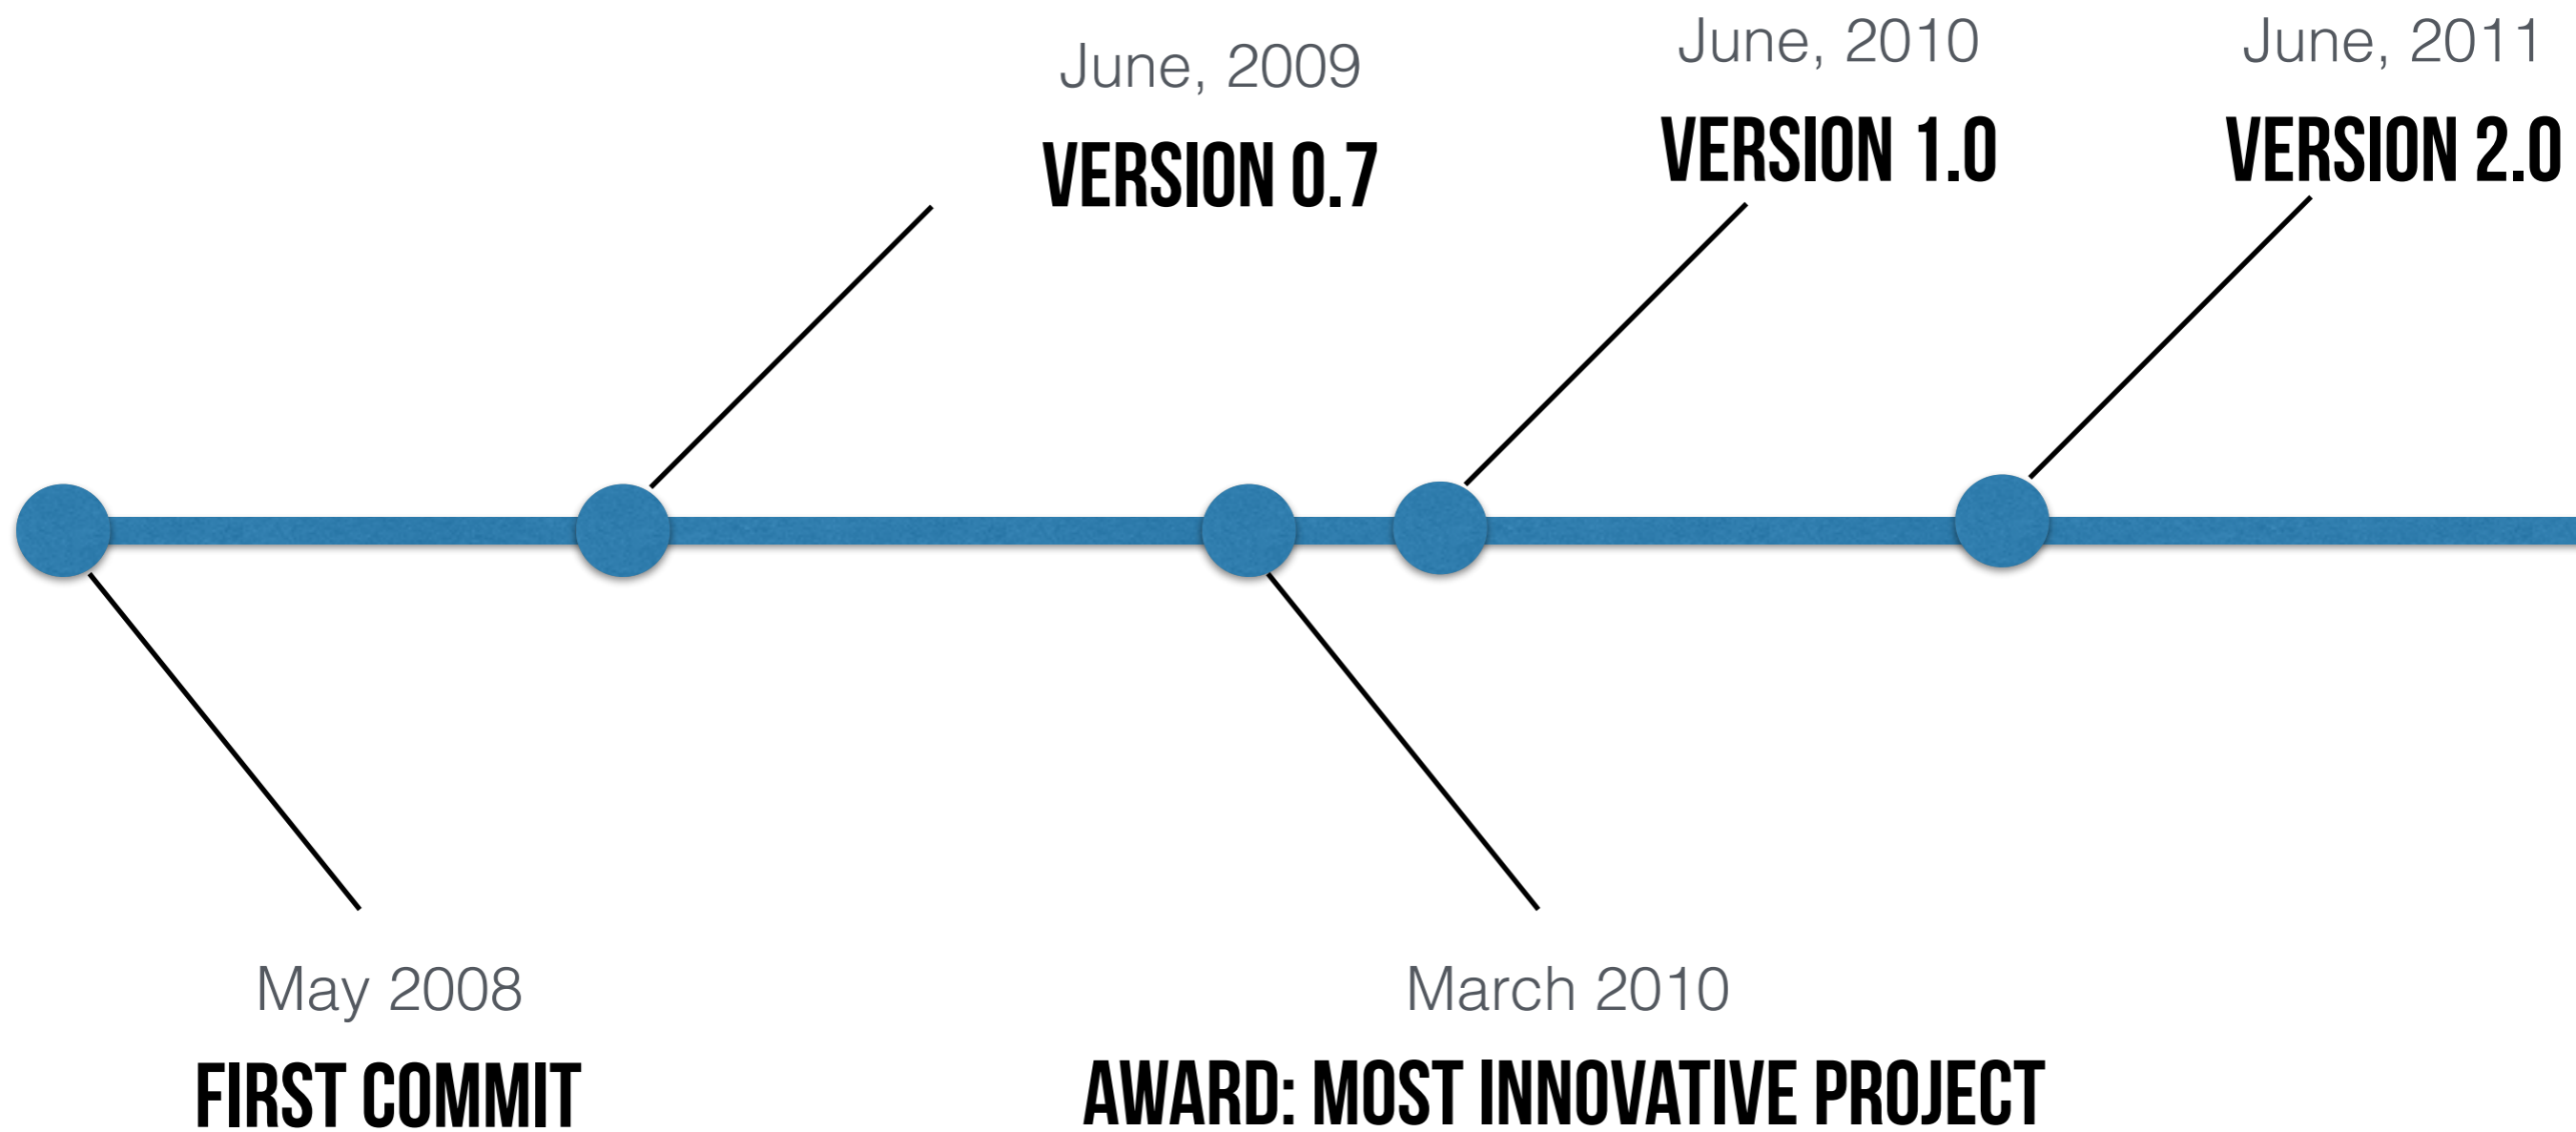 June, 2009
VERSION 0.7
June, 2010
VERSION 1.0
June, 2011
VERSION 2.0
May 2008
FIRST COMMIT
March 2010
AWARD: MOST INNOVATIVE PROJECT